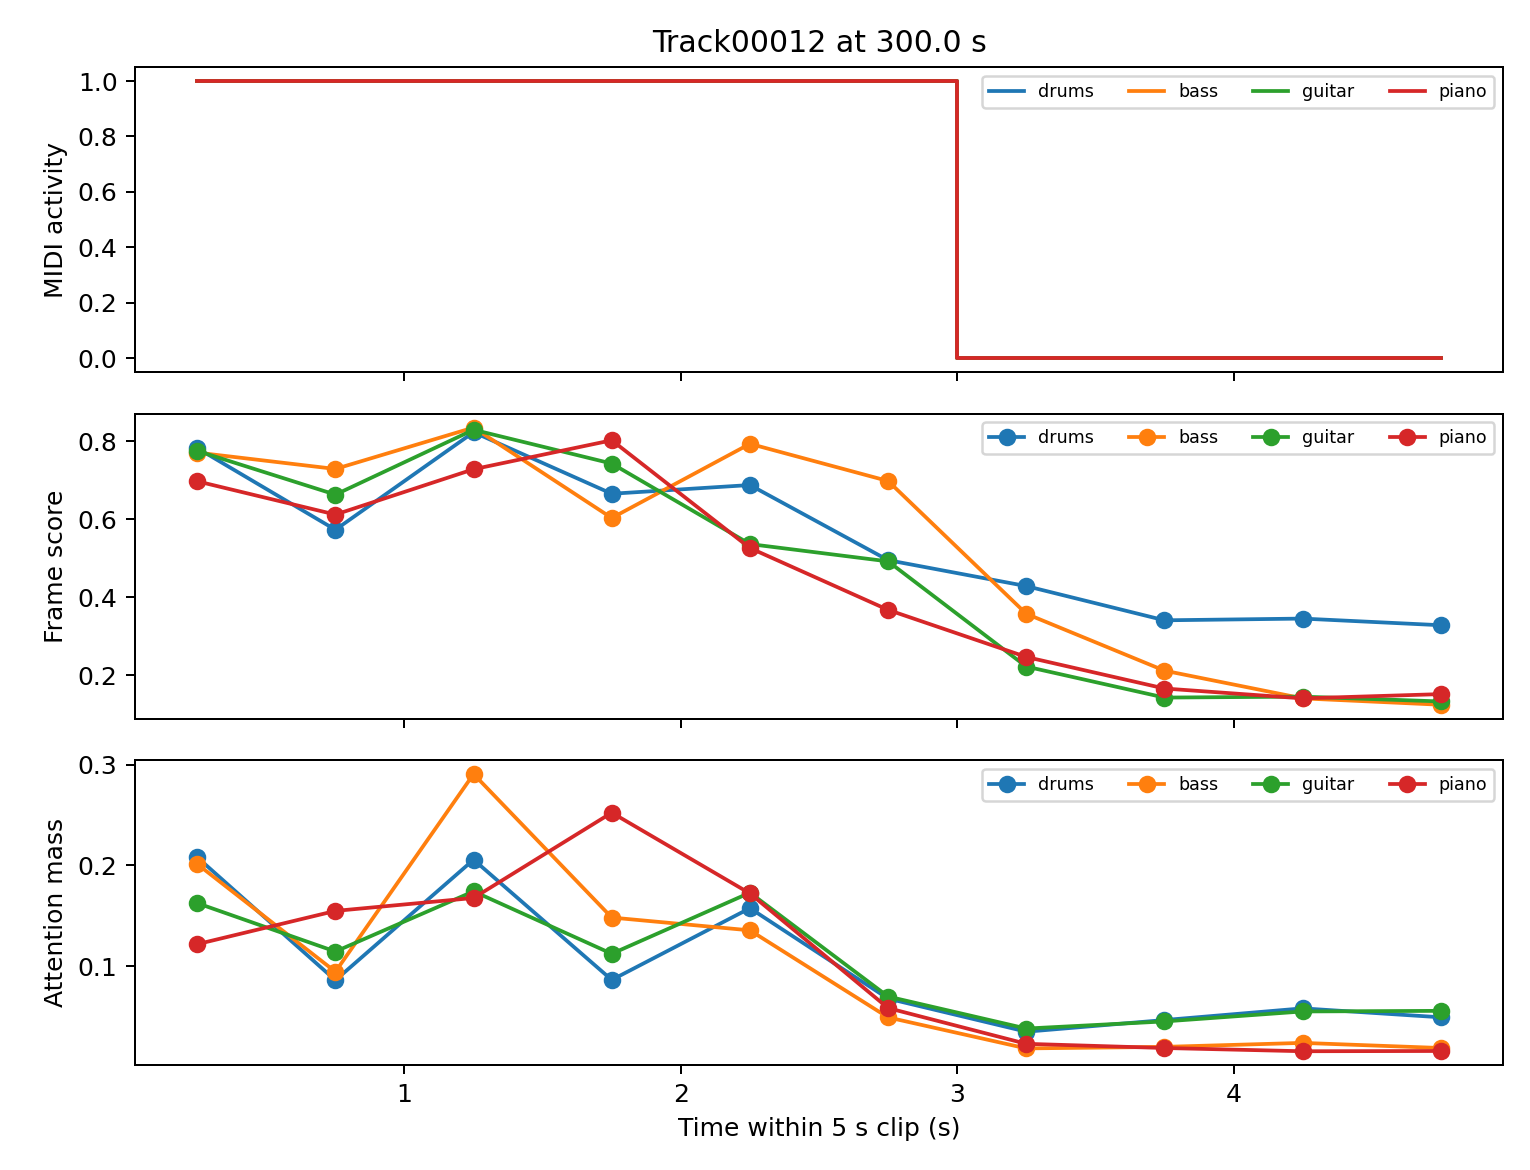 Track00012 at 300.0 s
MIDI activity
1.0
0.8
0.6
0.4
0.2
0.0
drums bass guitar piano
Frame score
0.8
0.6
0.4
0.2
drums bass guitar piano
Attention mass
0.3
0.2
0.1
drums bass guitar piano
1 2 3 4
Time within 5 s clip (s)